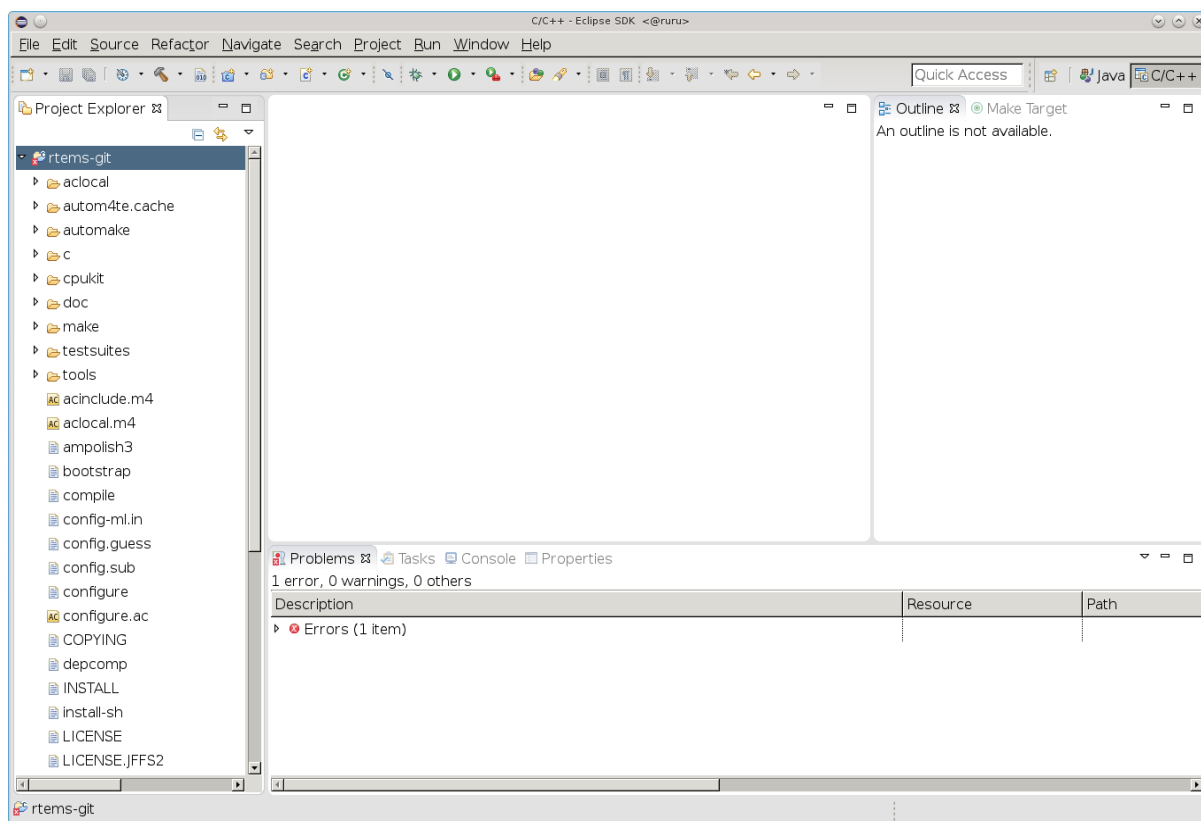 C/C++ - Eclipse SDK <@ruru>
File Edit Source Refactor Navigate Search Project Run Window Help
Quick Access Java C/C++
Project Explorer
Outline Make Target
An outline is not available.
rtems-git
aclocal
autom4te.cache
automake
c
cpukit
doc
make
testsuites
tools
AC acinclude.m4
AC aclocal.m4
ampolish3
bootstrap
compile
config-ml.in
config.guess
config.sub
configure
AC configure.ac
COPYING
depcomp
INSTALL
install-sh
LICENSE
LICENSE.JFFS2
Problems Tasks Console Properties
1 error, 0 warnings, 0 others
Description Resource Path
Errors (1 item)
rtems-git